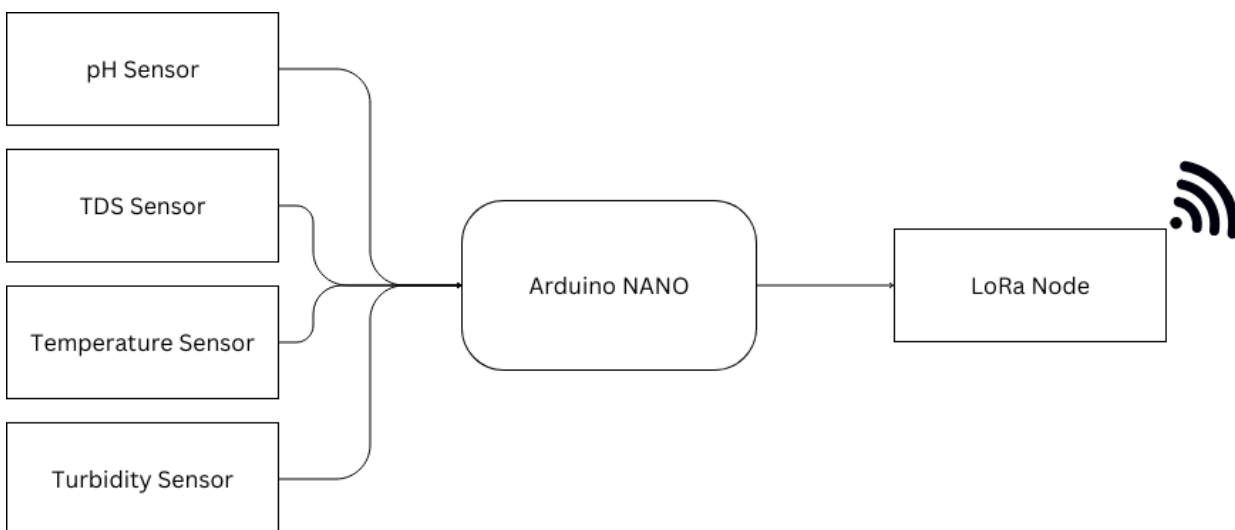 pH Sensor
TDS Sensor
Temperature Sensor
Turbidity Sensor
Arduino NANO
LoRa Node